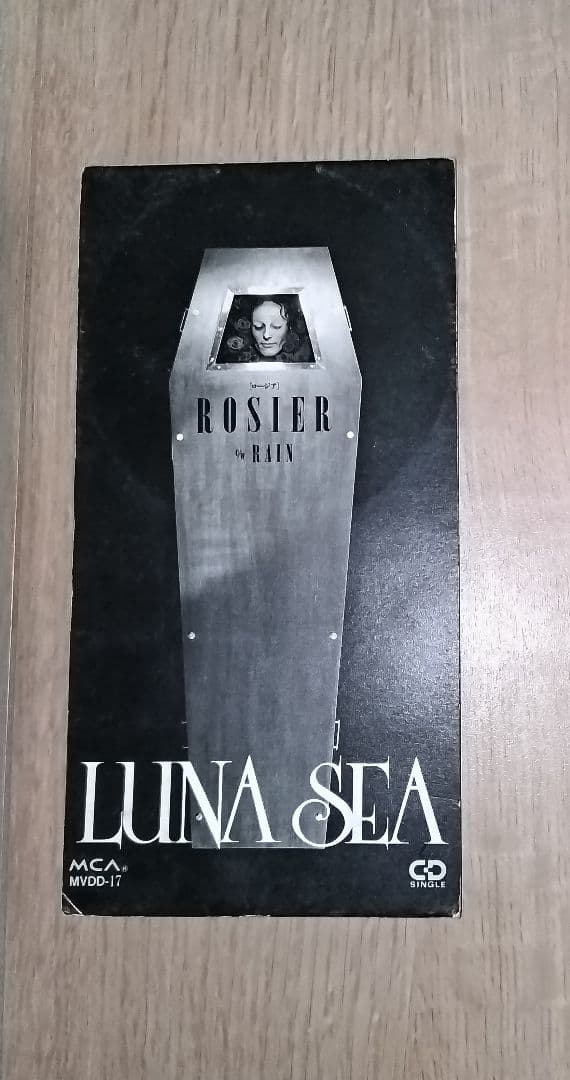 [ロージア]
ROSIER
C/W RAIN
LUNA SEA
MCA®
MVDD-17
CD
SINGLE